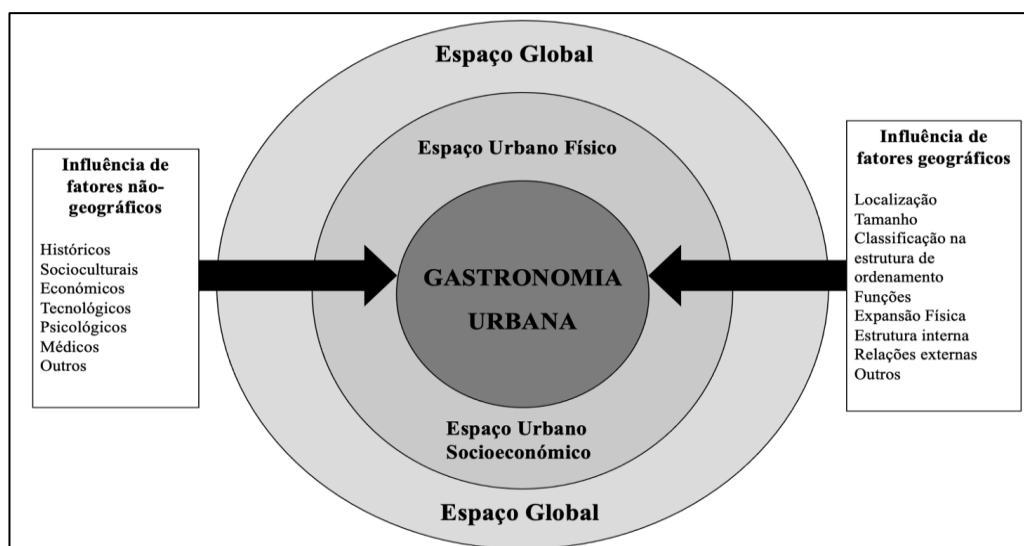 Espaço Global
Espaço Urbano Físico
Influência de
fatores não-
geográficos
Históricos
Socioculturais
Económicos
Tecnológicos
Psicológicos
Médicos
Outros
GASTRONOMIA
URBANA
Influência de
fatores geográficos
Localização
Tamanho
Classificação na
estrutura de
ordenamento
Funções
Expansão Física
Estrutura interna
Relações externas
Outros
Espaço Urbano
Socioeconómico
Espaço Global